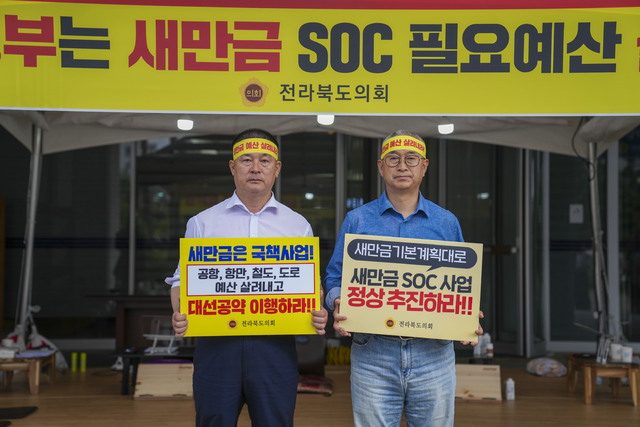 부는 새만금 SOC 필요예산
의회 전라북도의회
예산 살려내
예산 살려내
새만금은 국책사업!
공항, 항만, 철도, 도로
예산 살려내고
대선공약 이행하라!!
전라북도의회
새만금기본계획대로
새만금 SOC 사업
정상 추진하라!!
전라북도의회